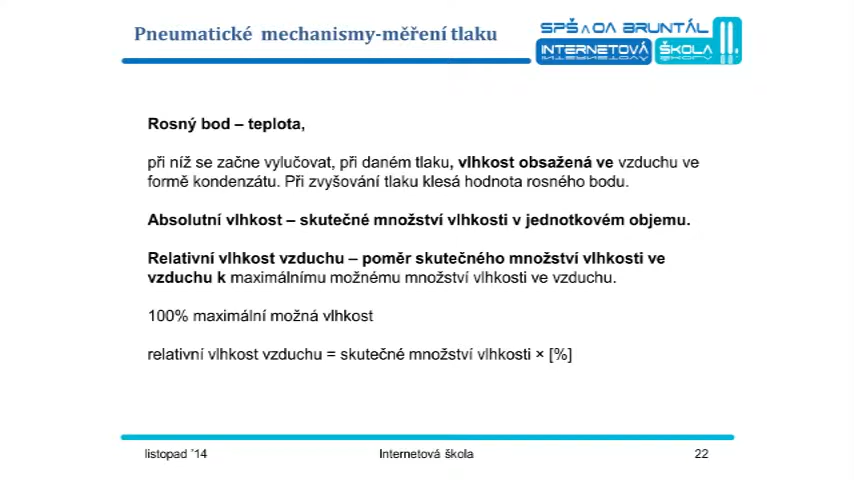 Pneumatické mechanismy-měření tlaku
SPŠ A OA BRUNTÁL
INTERNETOVÁ ŠKOLA
Rosný bod – teplota,
při níž se začne vylučovat, při daném tlaku, vlhkost obsažená ve vzduchu ve
formě kondenzátu. Při zvyšování tlaku klesá hodnota rosného bodu.
Absolutní vlhkost – skutečné množství vlhkosti v jednotkovém objemu.
Relativní vlhkost vzduchu – poměr skutečného množství vlhkosti ve
vzduchu k maximálnímu možnému množství vlhkosti ve vzduchu.
100% maximální možná vlhkost
relativní vlhkost vzduchu = skutečné množství vlhkosti × [%]
listopad '14
Internetová škola
22